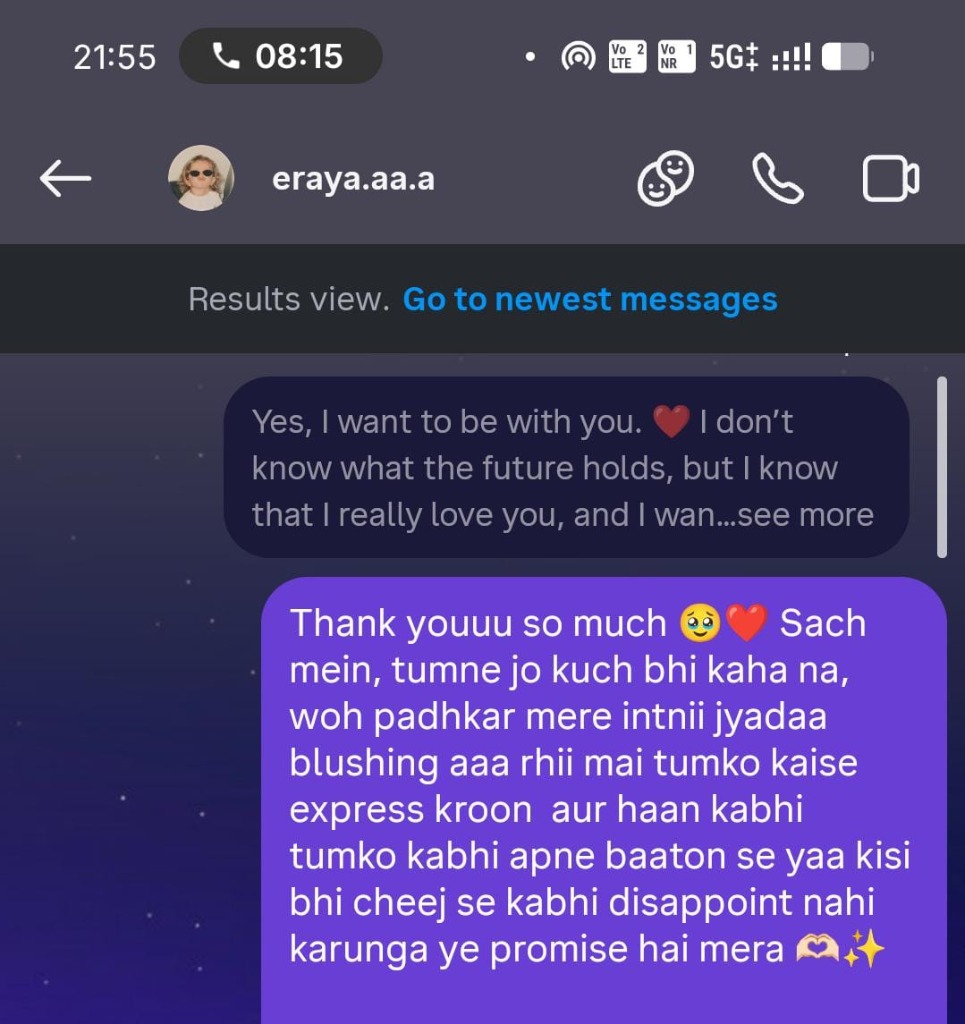 21:55 08:15 Vo 2 LTE Vo 1 NR 5G
eraya.aa.a
Results view. Go to newest messages
Yes, I want to be with you. ❤️ I don’t
know what the future holds, but I know
that I really love you, and I wan...see more
Thank youuu so much 🥹❤️ Sach
mein, tumne jo kuch bhi kaha na,
woh padhkar mere intnii jyadaa
blushing aaa rhii mai tumko kaise
express kroon aur haan kabhi
tumko kabhi apne baaton se yaa kisi
bhi cheej se kabhi disappoint nahi
karunga ye promise hai mera 🫶🏻✨